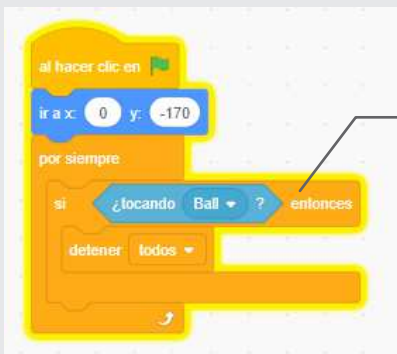 al hacer clic en
ir a x: 0 y: -170
por siempre
si ¿tocando Ball ? entonces
detener todos